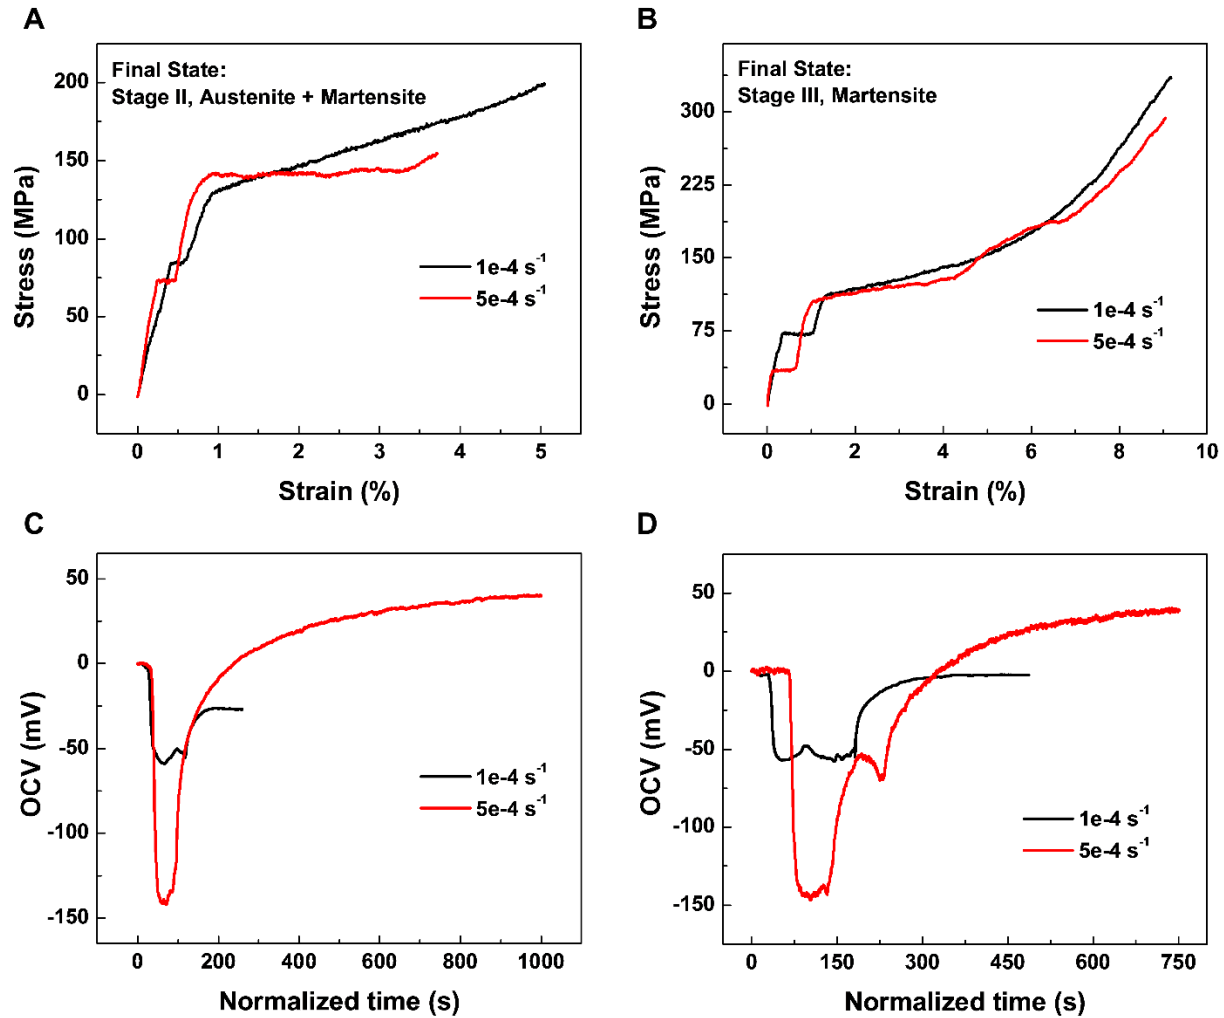 A
Final State:
Stage II, Austenite + Martensite
200
150
100
50
0
Stress (MPa)
1e-4 s⁻¹
5e-4 s⁻¹
0 1 2 3 4 5
Strain (%)
B
Final State:
Stage III, Martensite
300
225
150
75
0
Stress (MPa)
1e-4 s⁻¹
5e-4 s⁻¹
0 2 4 6 8 10
Strain (%)
C
50
0
-50
-100
-150
OCV (mV)
1e-4 s⁻¹
5e-4 s⁻¹
0 200 400 600 800 1000
Normalized time (s)
D
50
0
-50
-100
-150
OCV (mV)
1e-4 s⁻¹
5e-4 s⁻¹
0 150 300 450 600 750
Normalized time (s)